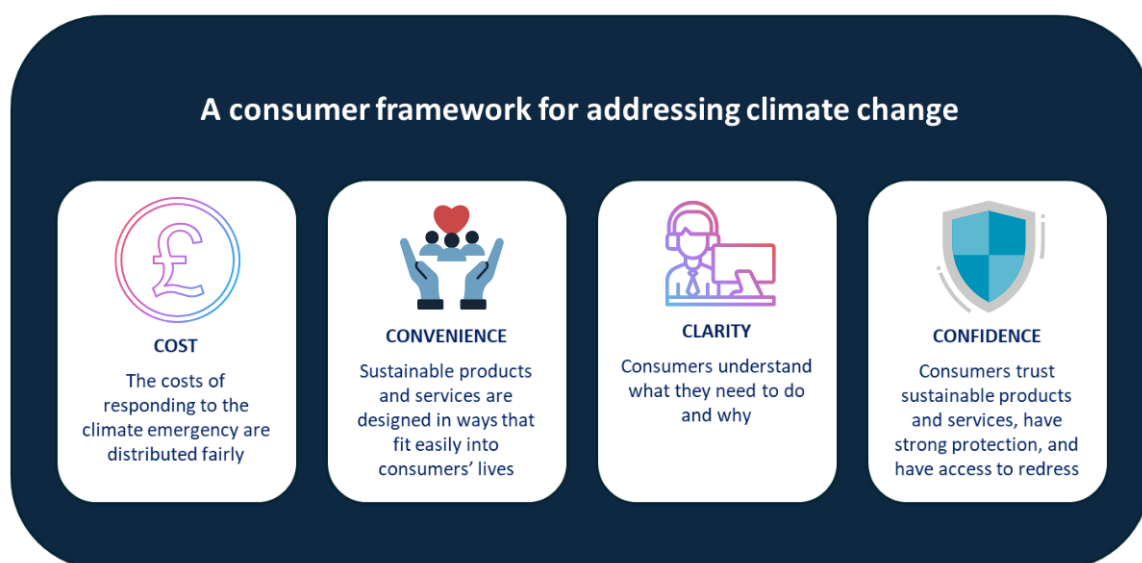 A consumer framework for addressing climate change
£
COST
The costs of
responding to the
climate emergency are
distributed fairly
CONVENIENCE
Sustainable products
and services are
designed in ways that
fit easily into
consumers’ lives
CLARITY
Consumers understand
what they need to do
and why
CONFIDENCE
Consumers trust
sustainable products
and services, have
strong protection, and
have access to redress